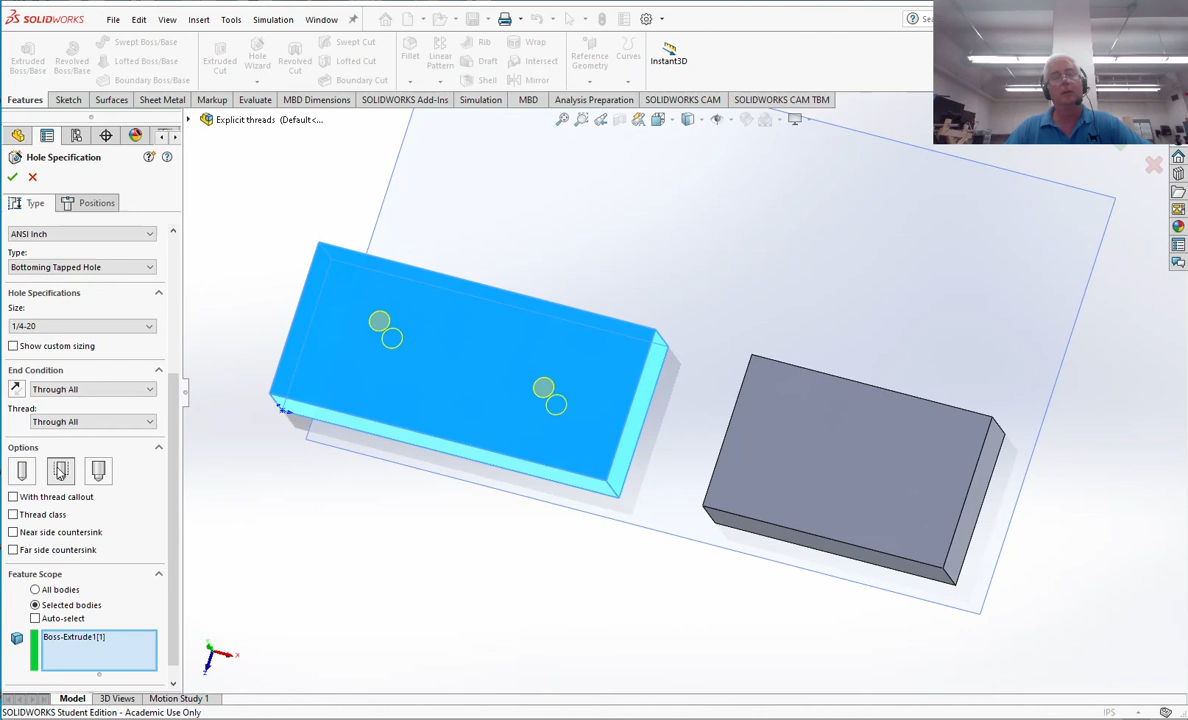 SOLIDWORKS File Edit View Insert Tools Simulation Window
Extruded Boss/Base
Revolved Boss/Base
Swept Boss/Base
Lofted Boss/Base
Boundary Boss/Base
Extruded Cut
Hole Wizard
Revolved Cut
Swept Cut
Lofted Cut
Boundary Cut
Fillet
Linear Pattern
Rib
Draft
Shell
Wrap
Intersect
Mirror
Reference Geometry
Curves
Instant3D
Features Sketch Surfaces Sheet Metal Markup Evaluate MBD Dimensions SOLIDWORKS Add-Ins Simulation MBD Analysis Preparation SOLIDWORKS CAM SOLIDWORKS CAM TBM
Explicit threads (Default<...
Hole Specification
Type Positions
ANSI Inch
Type:
Bottoming Tapped Hole
Hole Specifications
Size:
1/4-20
Show custom sizing
End Condition
Through All
Thread:
Through All
Options
With thread callout
Thread class
Near side countersink
Far side countersink
Feature Scope
All bodies
Selected bodies
Auto-select
Boss-Extrude1[1]
Model 3D Views Motion Study 1
SOLIDWORKS Student Edition - Academic Use Only
IPS